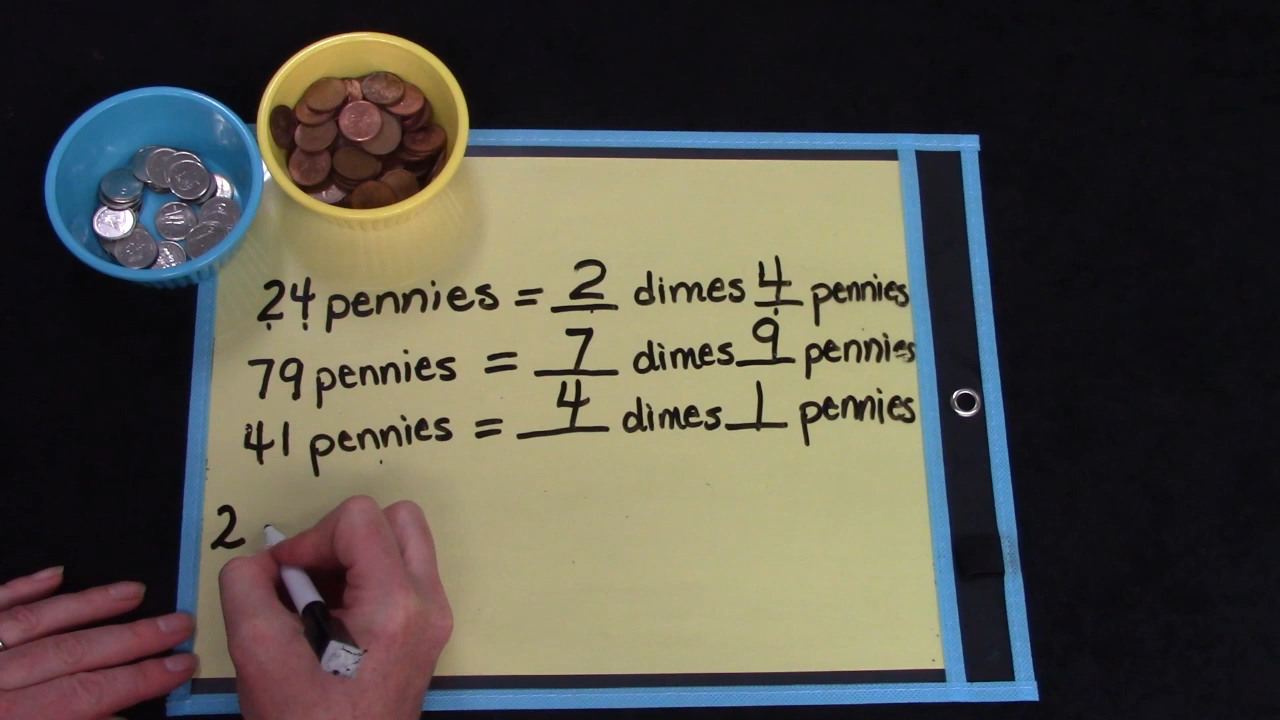 24 pennies = 2 dimes 4 pennies
79 pennies = 7 dimes 9 pennies
41 pennies = 4 dimes 1 pennies
2